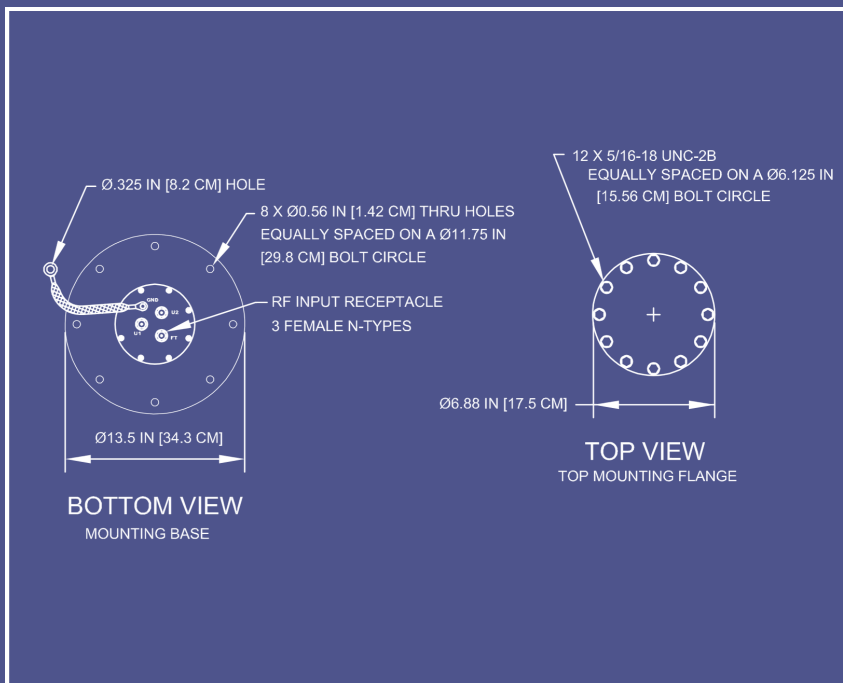 Ø.325 IN [8.2 CM] HOLE
8 X Ø0.56 IN [1.42 CM] THRU HOLES
EQUALLY SPACED ON A Ø11.75 IN
[29.8 CM] BOLT CIRCLE
GND
U2
U1
FT
RF INPUT RECEPTACLE
3 FEMALE N-TYPES
Ø13.5 IN [34.3 CM]
BOTTOM VIEW
MOUNTING BASE
12 X 5/16-18 UNC-2B
EQUALLY SPACED ON A Ø6.125 IN
[15.56 CM] BOLT CIRCLE
Ø6.88 IN [17.5 CM]
TOP VIEW
TOP MOUNTING FLANGE